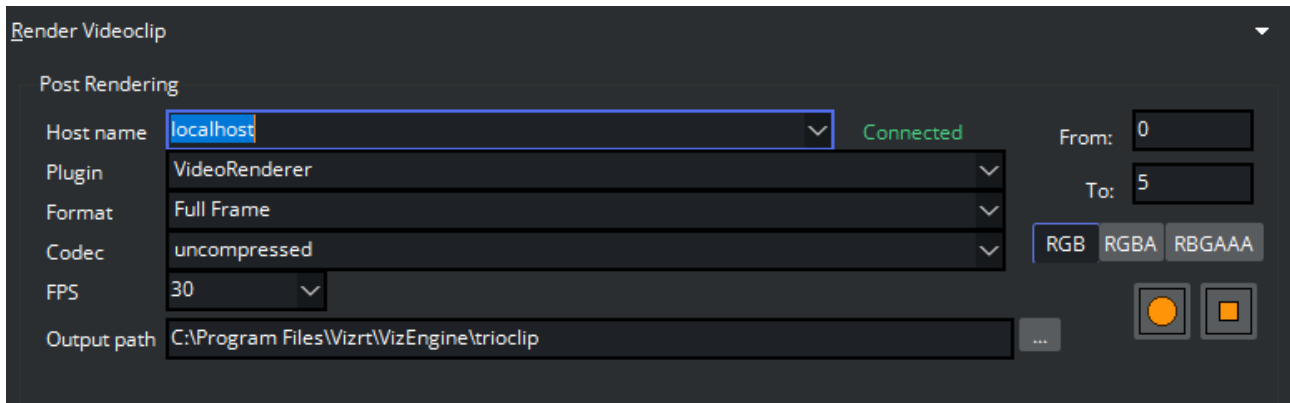 Render Videoclip
Post Rendering
Host name localhost Connected From: 0
Plugin VideoRenderer To: 5
Format Full Frame
Codec uncompressed RGB RGBA RBGAAA
FPS 30
Output path C:\Program Files\Vizrt\VizEngine\trioclip ...